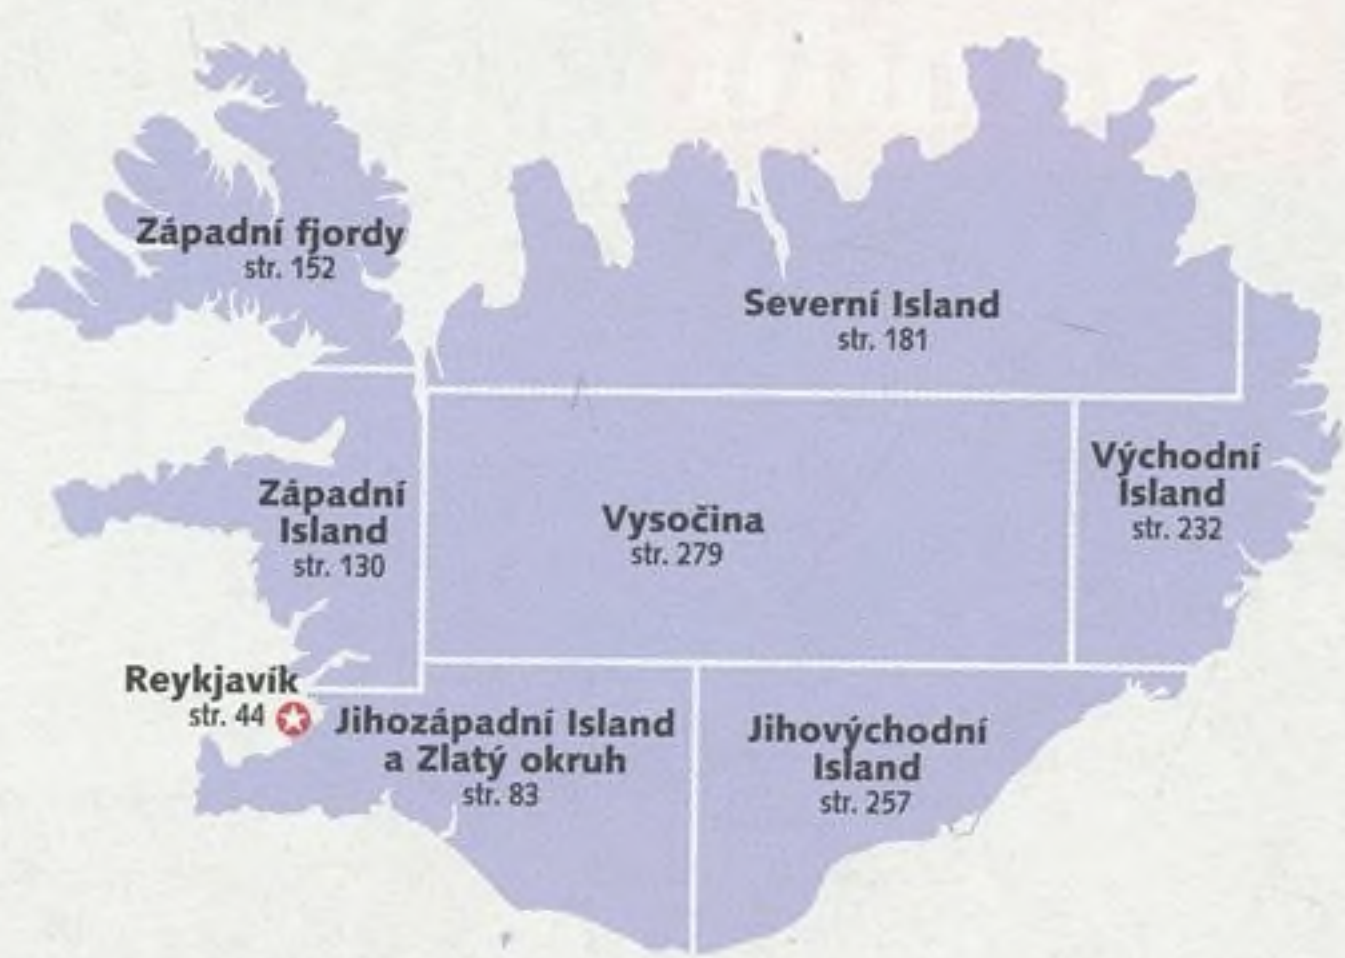 Západní fjordy
str. 152
Severní Island
str. 181
Východní
Island
str. 232
Západní
Island
str. 130
Vysočina
str. 279
Reykjavík
str. 44
Jihozápadní Island
a Zlatý okruh
str. 83
Jihovýchodní
Island
str. 257